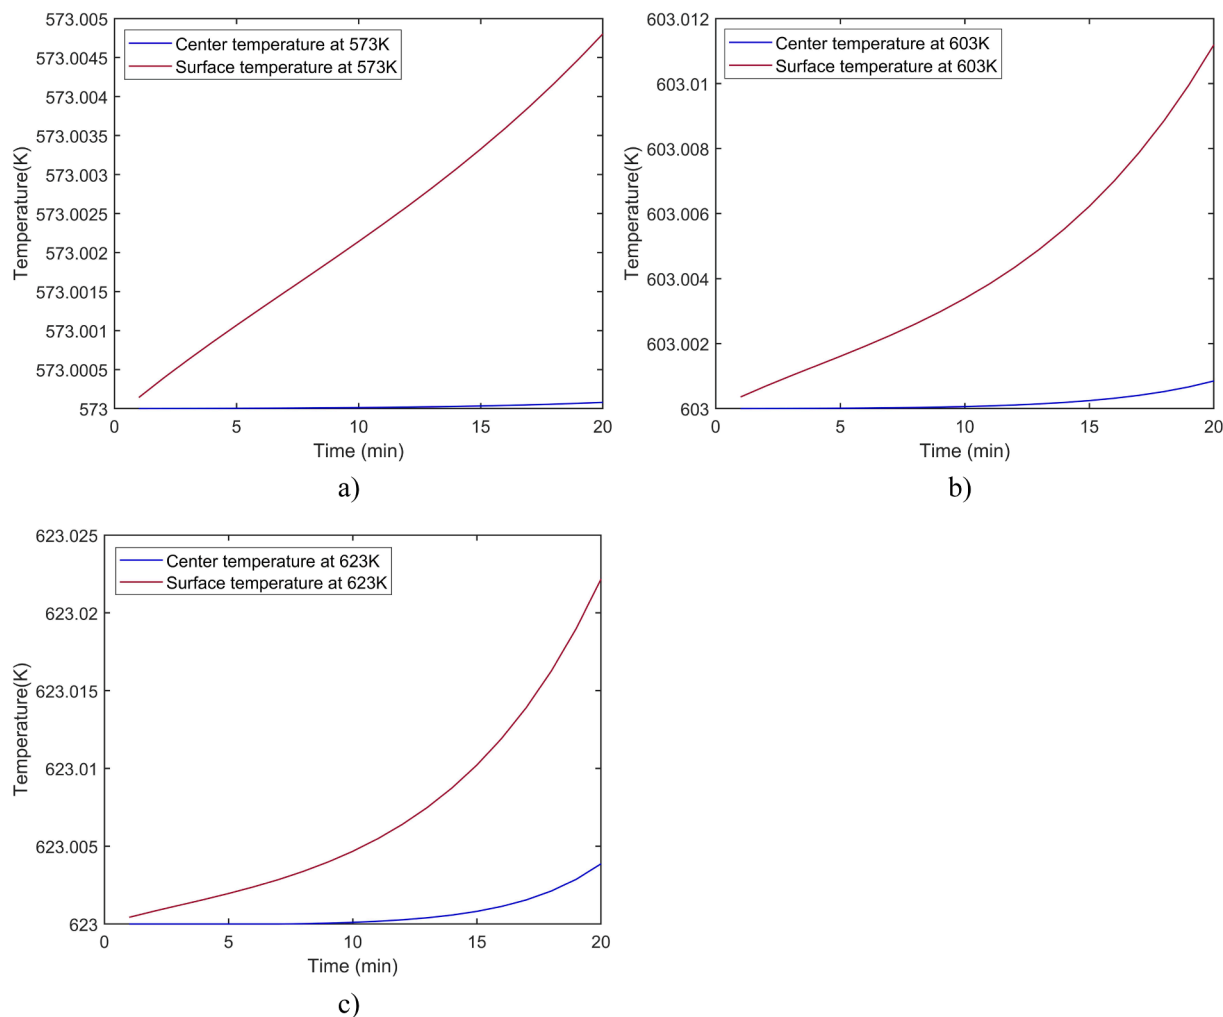 573.005
573.0045
573.004
573.0035
573.003
573.0025
573.002
573.0015
573.001
573.0005
573
Temperature(K)
Center temperature at 573K
Surface temperature at 573K
0
5
10
15
20
Time (min)
a)
603.012
603.01
603.008
603.006
603.004
603.002
603
Temperature(K)
Center temperature at 603K
Surface temperature at 603K
0
5
10
15
20
Time (min)
b)
623.025
623.02
623.015
623.01
623.005
623
Temperature(K)
Center temperature at 623K
Surface temperature at 623K
0
5
10
15
20
Time (min)
c)